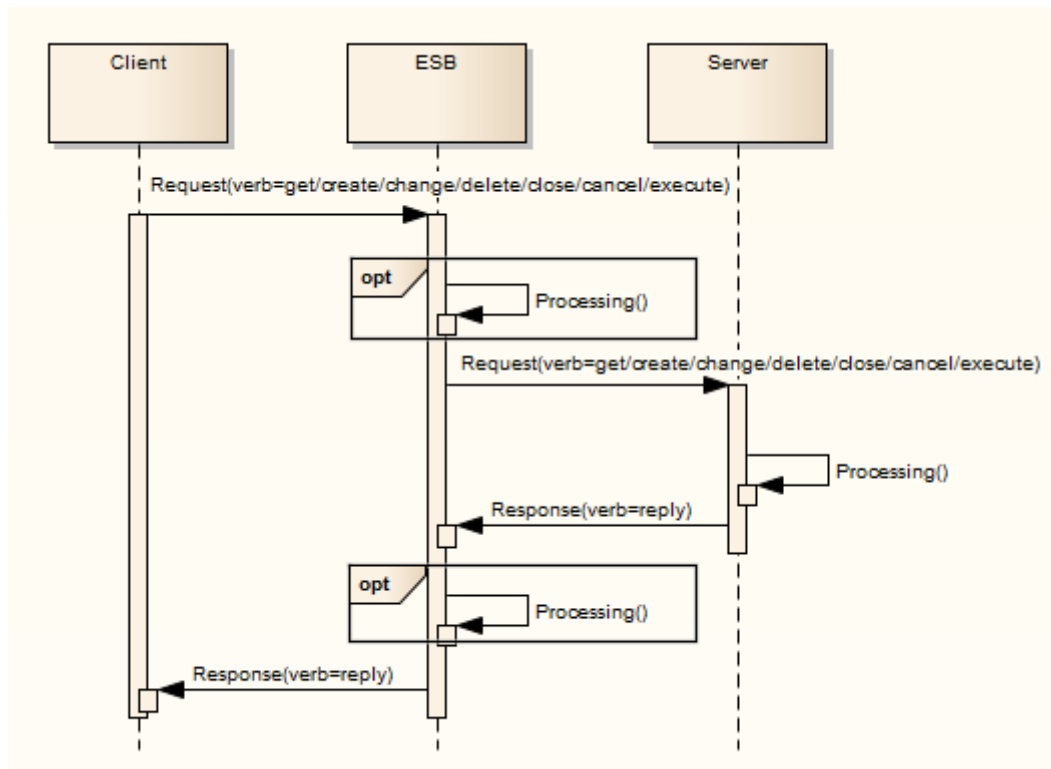 Client
ESB
Server
Request(verb=get/create/change/delete/close/cancel/execute)
opt
Processing()
Request(verb=get/create/change/delete/close/cancel/execute)
Processing()
Response(verb=reply)
opt
Processing()
Response(verb=reply)